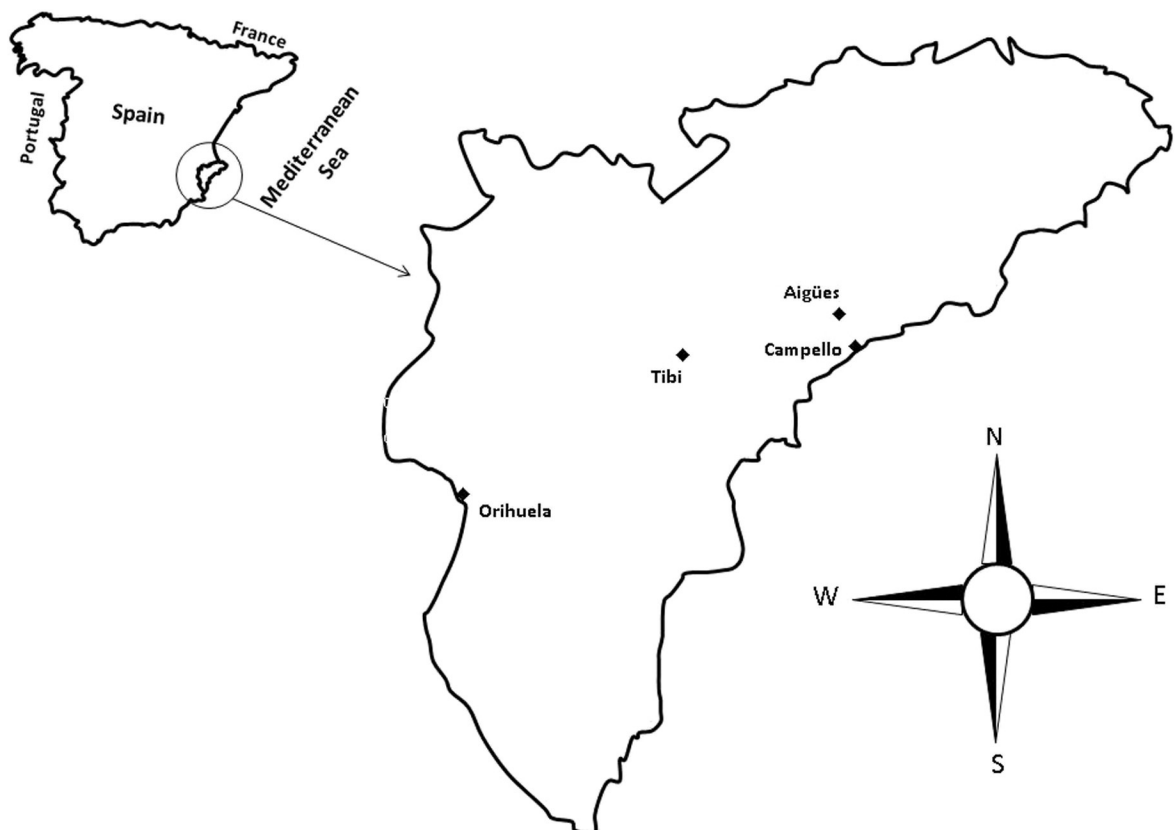 France
Portugal
Spain
Mediterranean
Sea
Aigües
Campello
Tibi
Orihuela
N
W
E
S